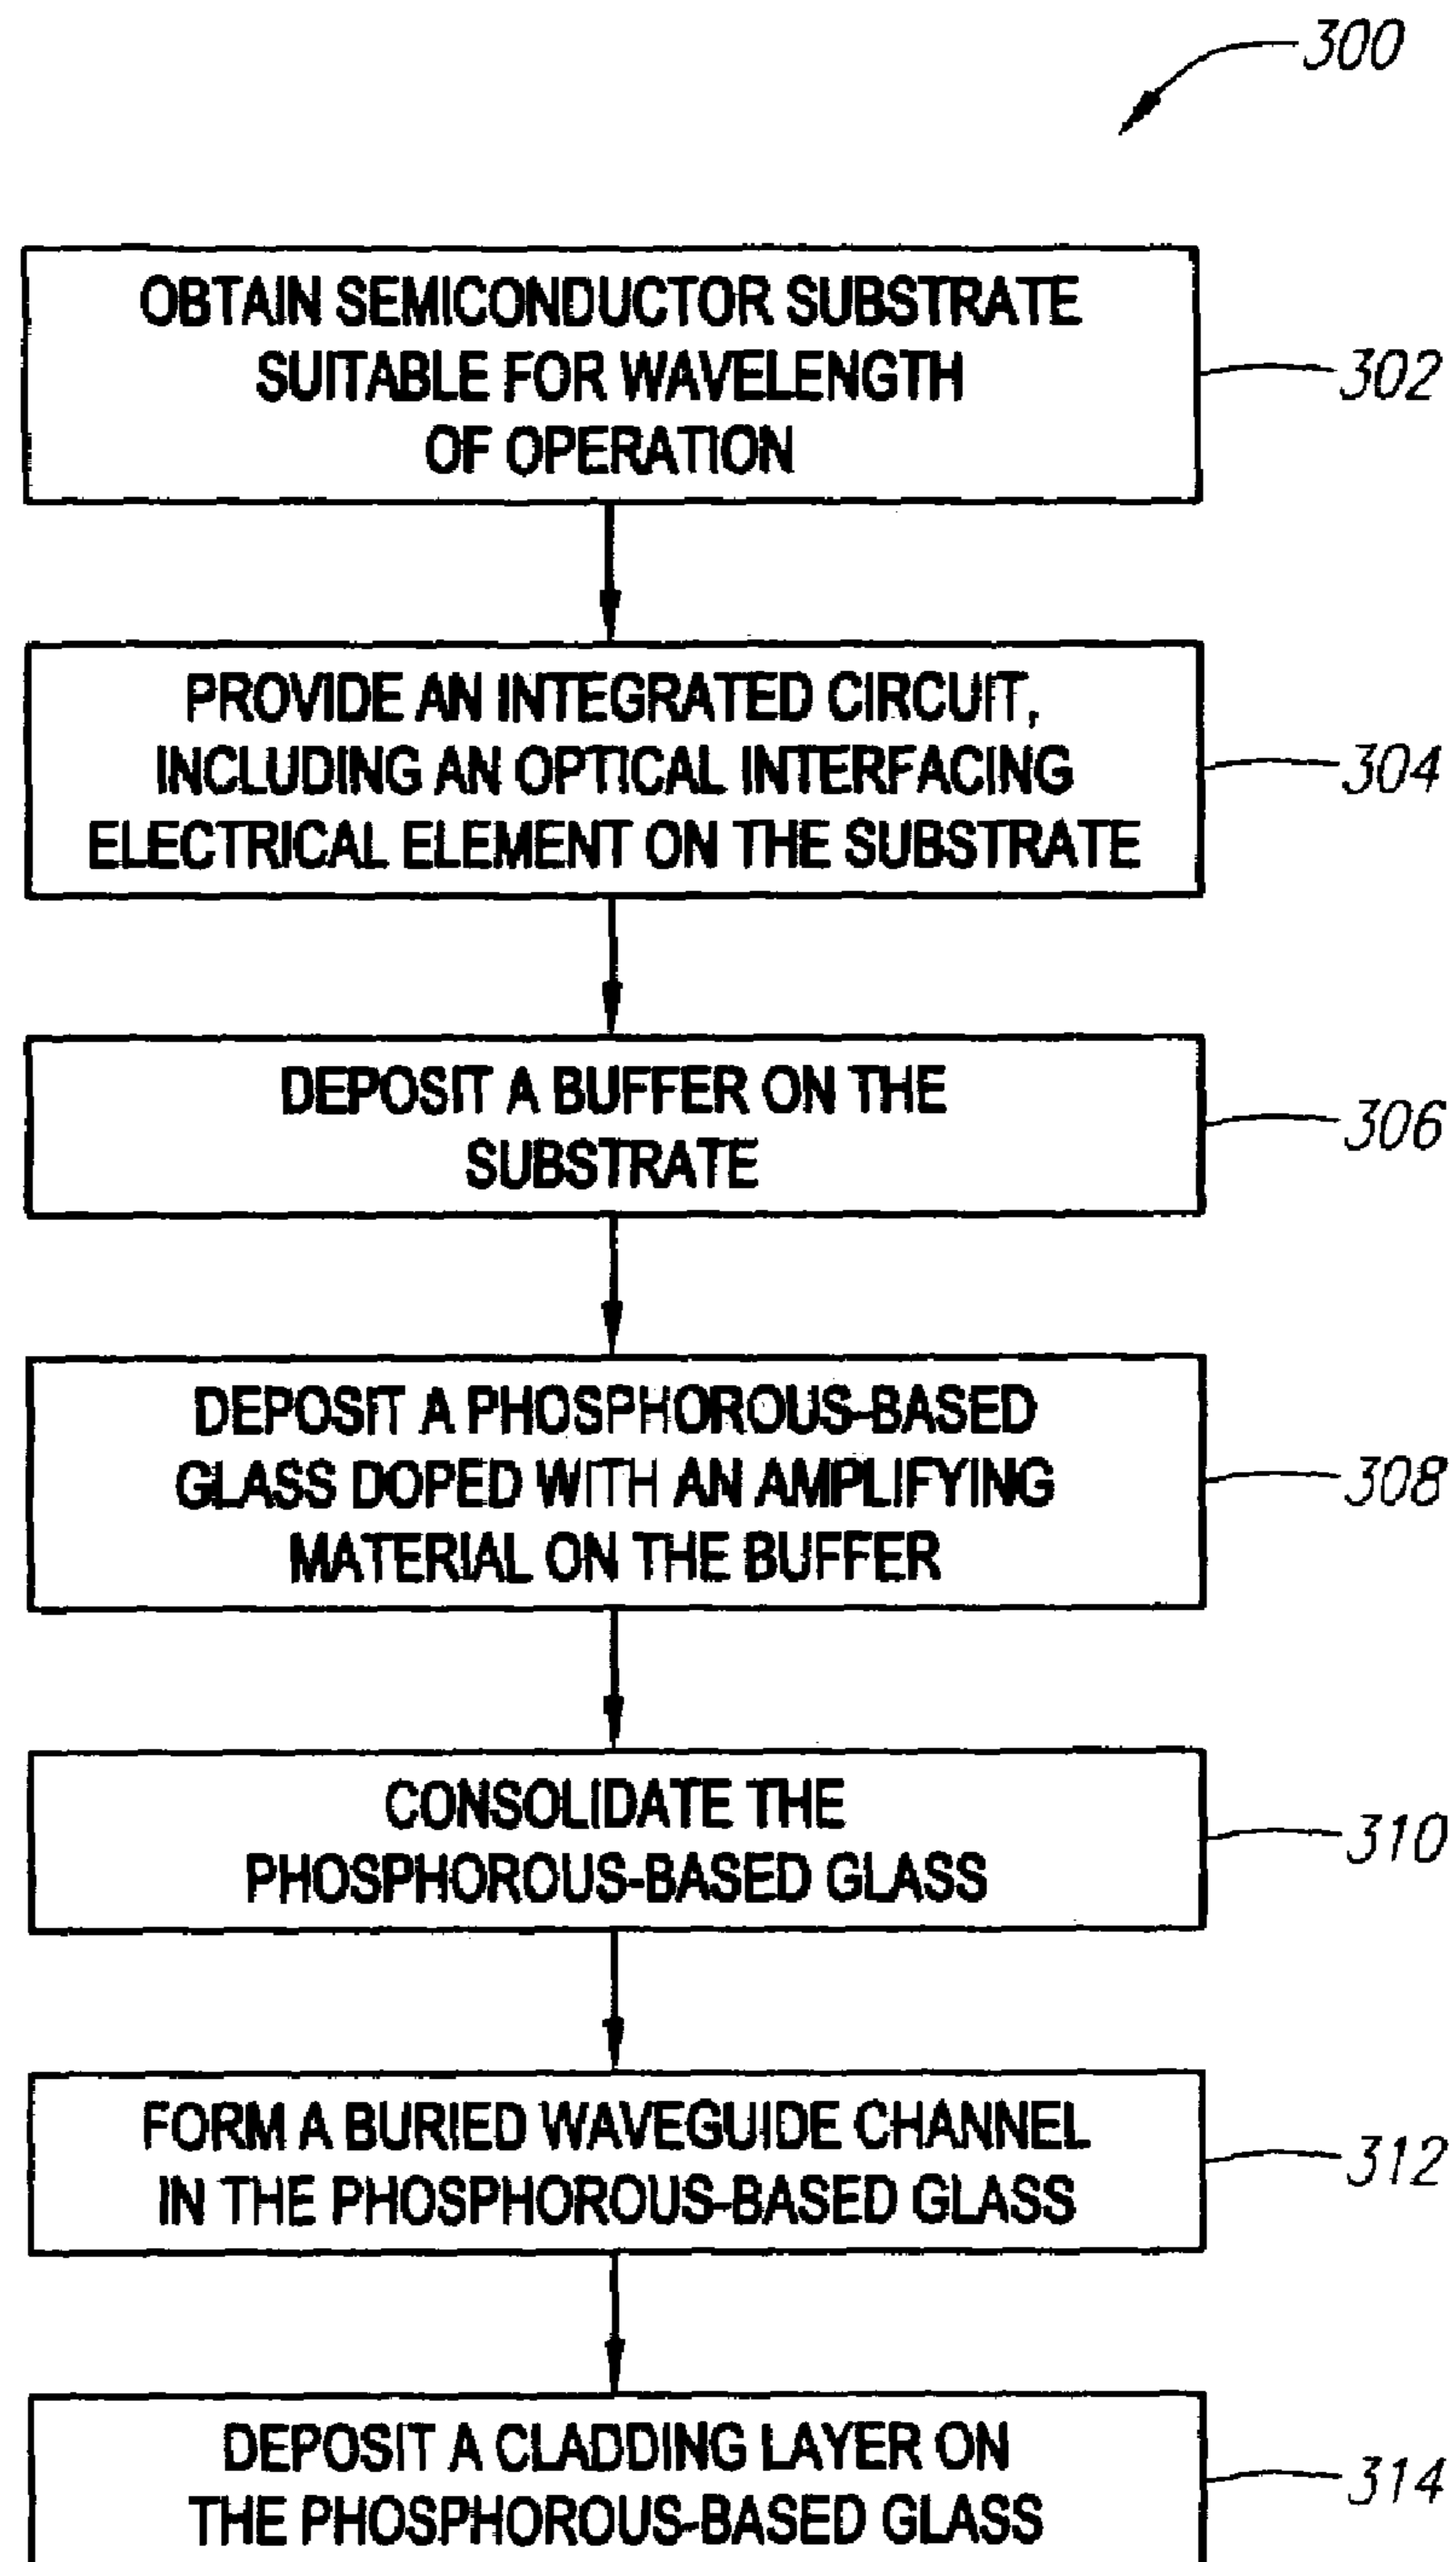 300
OBTAIN SEMICONDUCTOR SUBSTRATE
SUITABLE FOR WAVELENGTH
OF OPERATION
302
PROVIDE AN INTEGRATED CIRCUIT,
INCLUDING AN OPTICAL INTERFACING
ELECTRICAL ELEMENT ON THE SUBSTRATE
304
DEPOSIT A BUFFER ON THE
SUBSTRATE
306
DEPOSIT A PHOSPHOROUS-BASED
GLASS DOPED WITH AN AMPLIFYING
MATERIAL ON THE BUFFER
308
CONSOLIDATE THE
PHOSPHOROUS-BASED GLASS
310
FORM A BURIED WAVEGUIDE CHANNEL
IN THE PHOSPHOROUS-BASED GLASS
312
DEPOSIT A CLADDING LAYER ON
THE PHOSPHOROUS-BASED GLASS
314